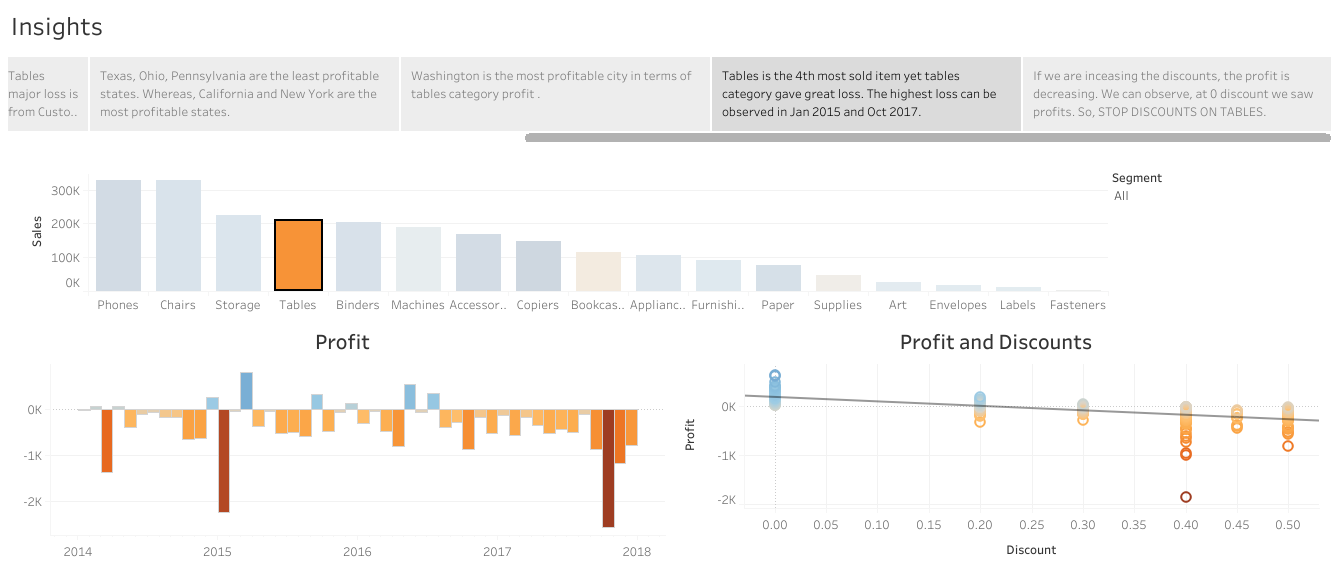 Insights
Tables
major loss is
from Custo..
Texas, Ohio, Pennsylvania are the least profitable
states. Whereas, California and New York are the
most profitable states.
Washington is the most profitable city in terms of
tables category profit .
Tables is the 4th most sold item yet tables
category gave great loss. The highest loss can be
observed in Jan 2015 and Oct 2017.
If we are inceasing the discounts, the profit is
decreasing. We can observe, at 0 discount we saw
profits. So, STOP DISCOUNTS ON TABLES.
Segment
All
Sales
300K
200K
100K
0K
Phones Chairs Storage Tables Binders Machines Accessor.. Copiers Bookcas.. Applianc.. Furnishi.. Paper Supplies Art Envelopes Labels Fasteners
Profit
0K
-1K
-2K
2014 2015 2016 2017 2018
Profit and Discounts
Profit
0K
-1K
-2K
0.00 0.05 0.10 0.15 0.20 0.25 0.30 0.35 0.40 0.45 0.50
Discount